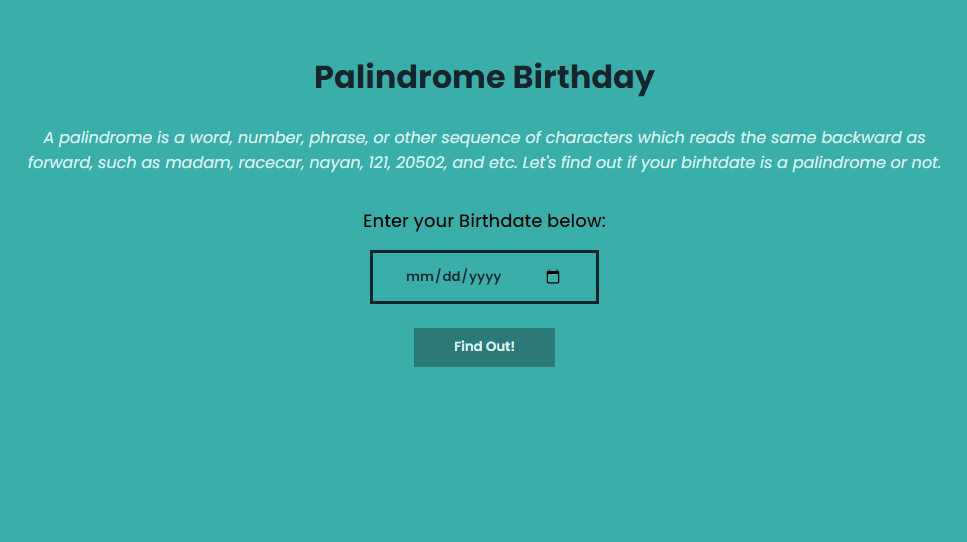 Palindrome Birthday
A palindrome is a word, number, phrase, or other sequence of characters which reads the same backward as
forward, such as madam, racecar, nayan, 121, 20502, and etc. Let's find out if your birhtdate is a palindrome or not.
Enter your Birthdate below:
mm/dd/yyyy
Find Out!